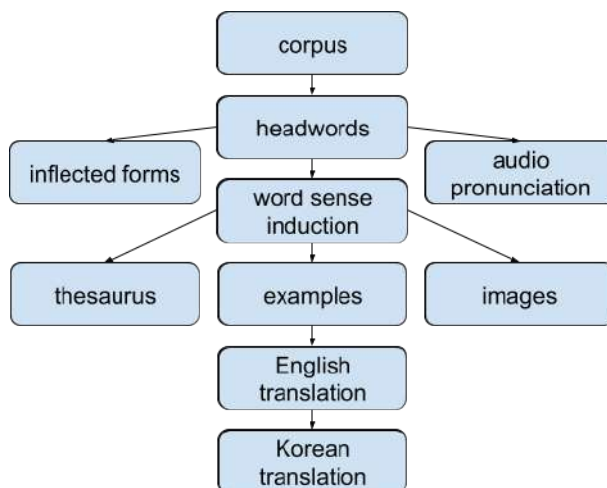 corpus
headwords
inflected forms
audio
pronunciation
word sense
induction
thesaurus
examples
images
English
translation
Korean
translation